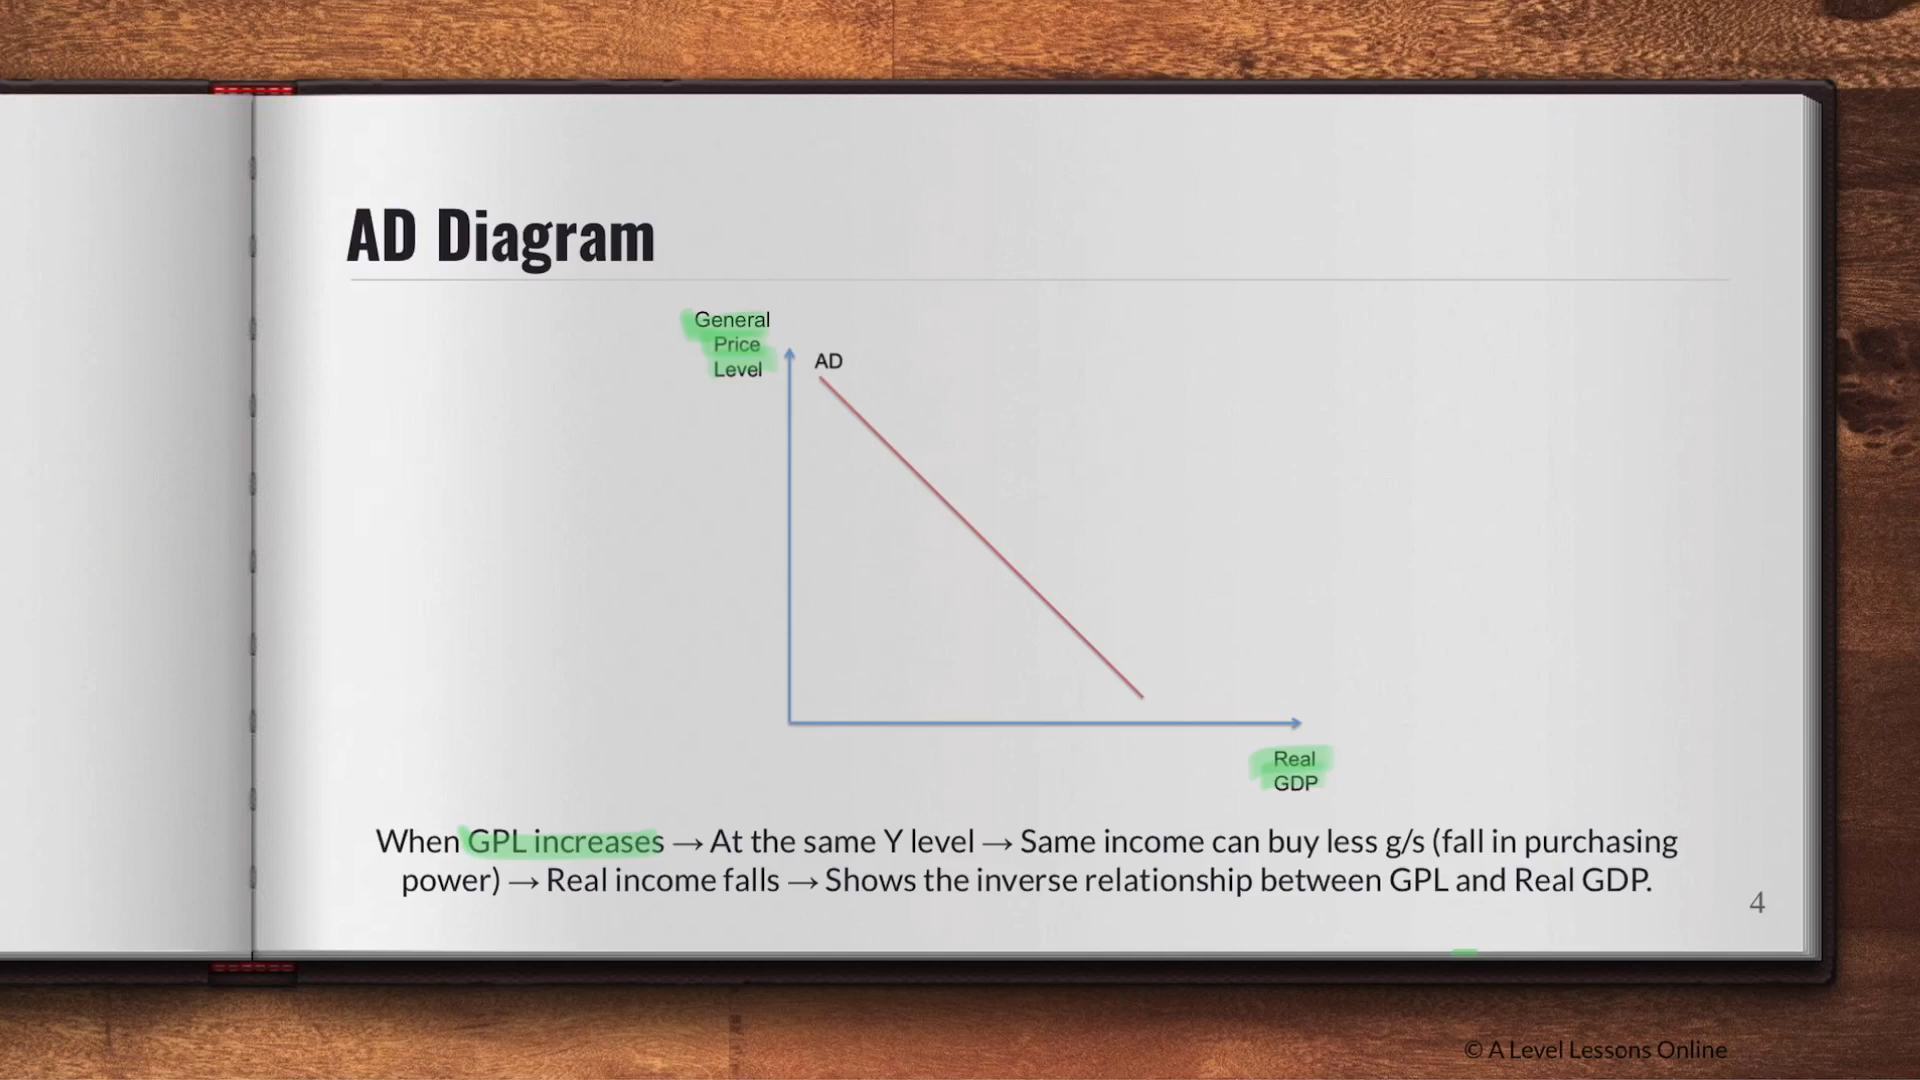 AD Diagram
General
Price
Level
AD
Real
GDP
When GPL increases → At the same Y level → Same income can buy less g/s (fall in purchasing
power) → Real income falls → Shows the inverse relationship between GPL and Real GDP.
4
© A Level Lessons Online